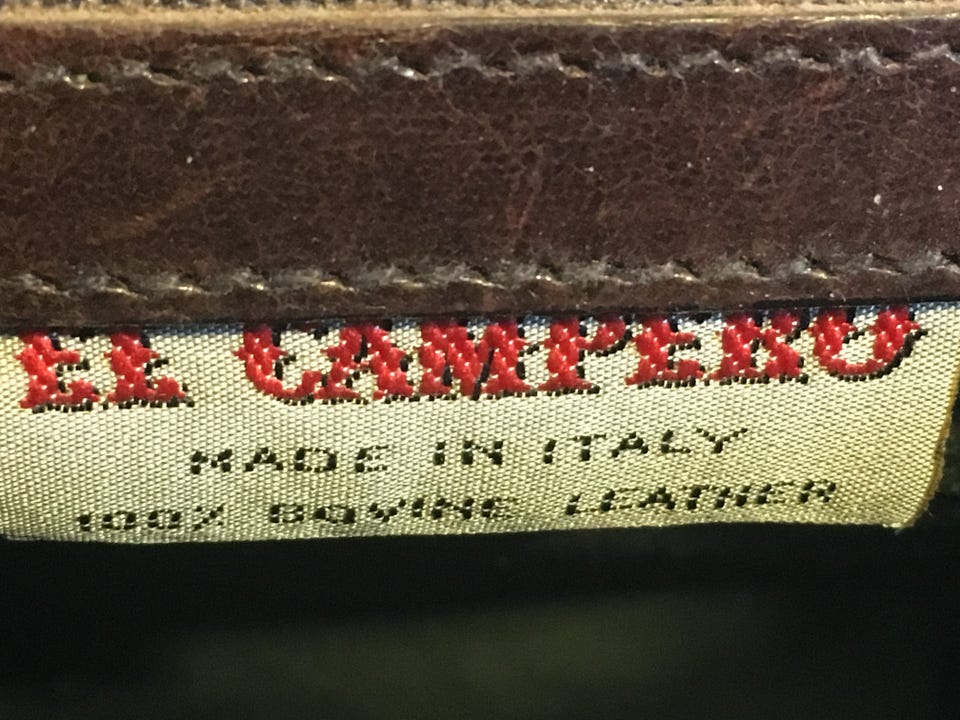 EL CAMPERO
MADE IN ITALY
100% BOVINE LEATHER